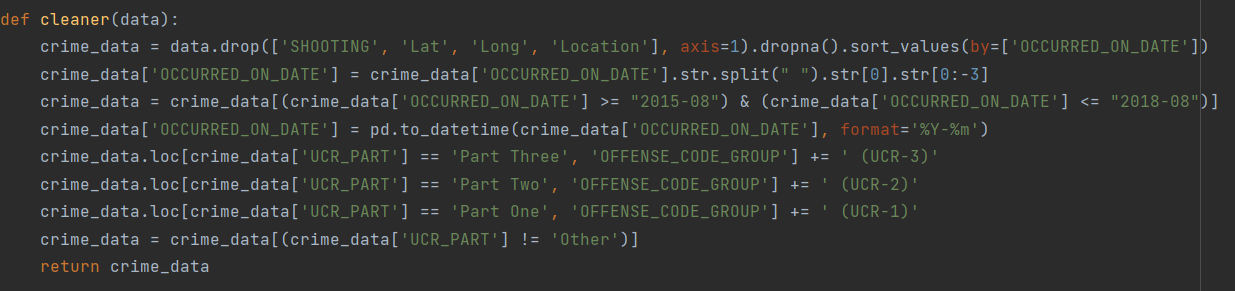 def cleaner(data):
    crime_data = data.drop(['SHOOTING', 'Lat', 'Long', 'Location'], axis=1).dropna().sort_values(by=['OCCURRED_ON_DATE'])
    crime_data['OCCURRED_ON_DATE'] = crime_data['OCCURRED_ON_DATE'].str.split(" ").str[0].str[0:-3]
    crime_data = crime_data[(crime_data['OCCURRED_ON_DATE'] >= "2015-08") & (crime_data['OCCURRED_ON_DATE'] <= "2018-08")]
    crime_data['OCCURRED_ON_DATE'] = pd.to_datetime(crime_data['OCCURRED_ON_DATE'], format='%Y-%m')
    crime_data.loc[crime_data['UCR_PART'] == 'Part Three', 'OFFENSE_CODE_GROUP'] += ' (UCR-3)'
    crime_data.loc[crime_data['UCR_PART'] == 'Part Two', 'OFFENSE_CODE_GROUP'] += ' (UCR-2)'
    crime_data.loc[crime_data['UCR_PART'] == 'Part One', 'OFFENSE_CODE_GROUP'] += ' (UCR-1)'
    crime_data = crime_data[(crime_data['UCR_PART'] != 'Other')]
    return crime_data